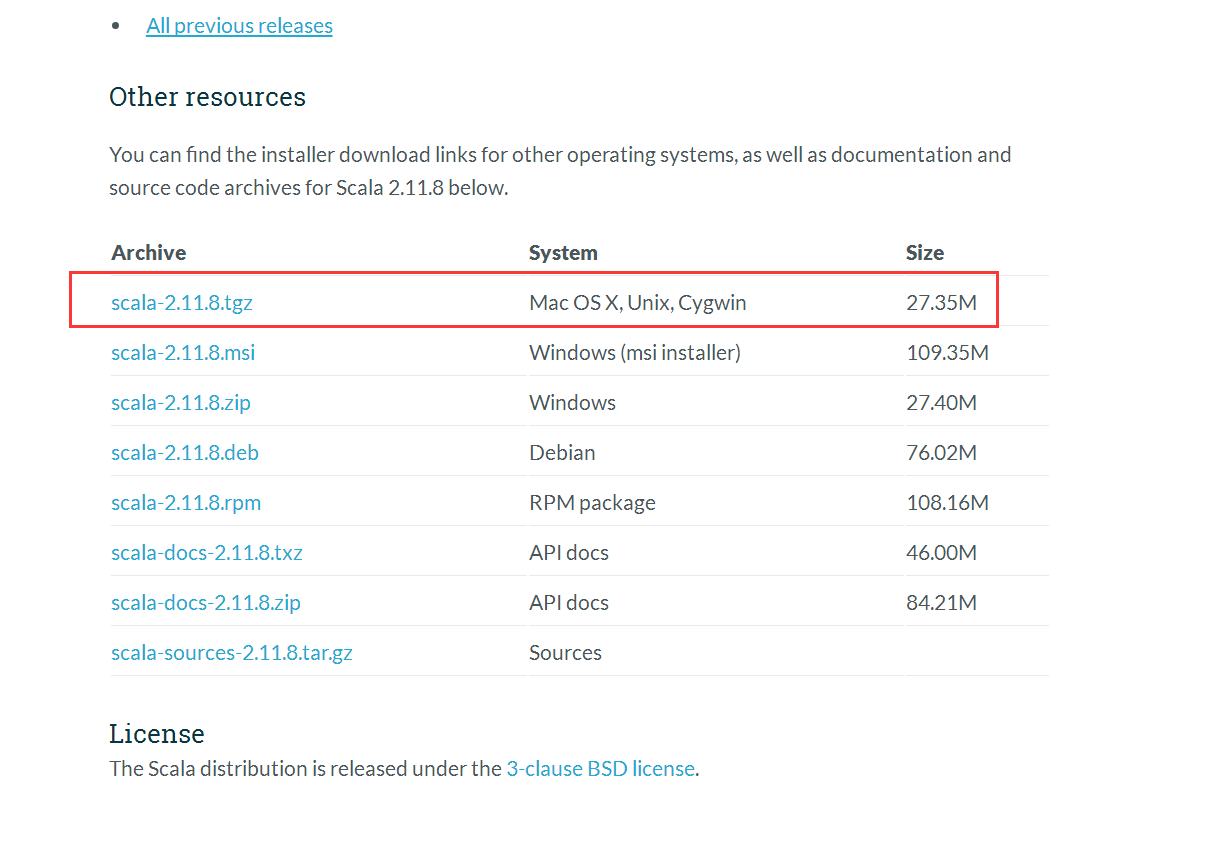 • All previous releases
Other resources
You can find the installer download links for other operating systems, as well as documentation and
source code archives for Scala 2.11.8 below.
Archive System Size
scala-2.11.8.tgz Mac OS X, Unix, Cygwin 27.35M
scala-2.11.8.msi Windows (msi installer) 109.35M
scala-2.11.8.zip Windows 27.40M
scala-2.11.8.deb Debian 76.02M
scala-2.11.8.rpm RPM package 108.16M
scala-docs-2.11.8.txz API docs 46.00M
scala-docs-2.11.8.zip API docs 84.21M
scala-sources-2.11.8.tar.gz Sources
License
The Scala distribution is released under the 3-clause BSD license.